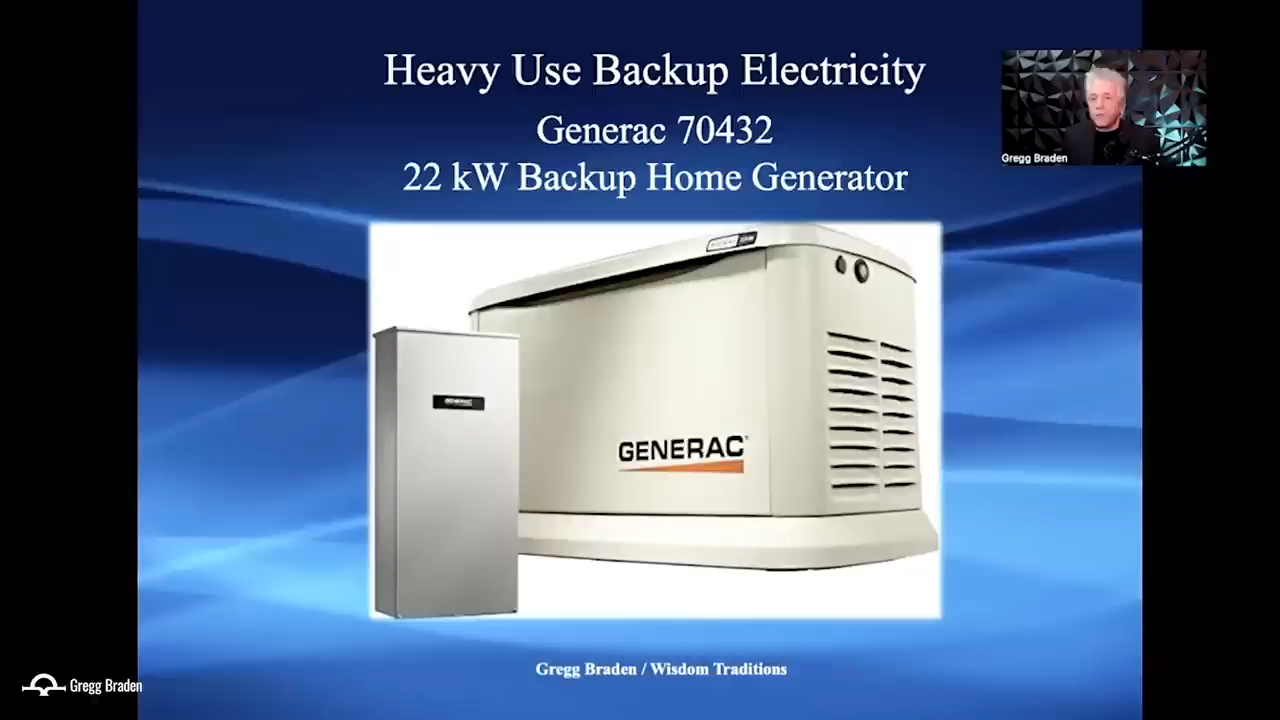 Heavy Use Backup Electricity
Generac 70432
22 kW Backup Home Generator
Gregg Braden
GENERAC
GENERAC
Gregg Braden / Wisdom Traditions
Gregg Braden